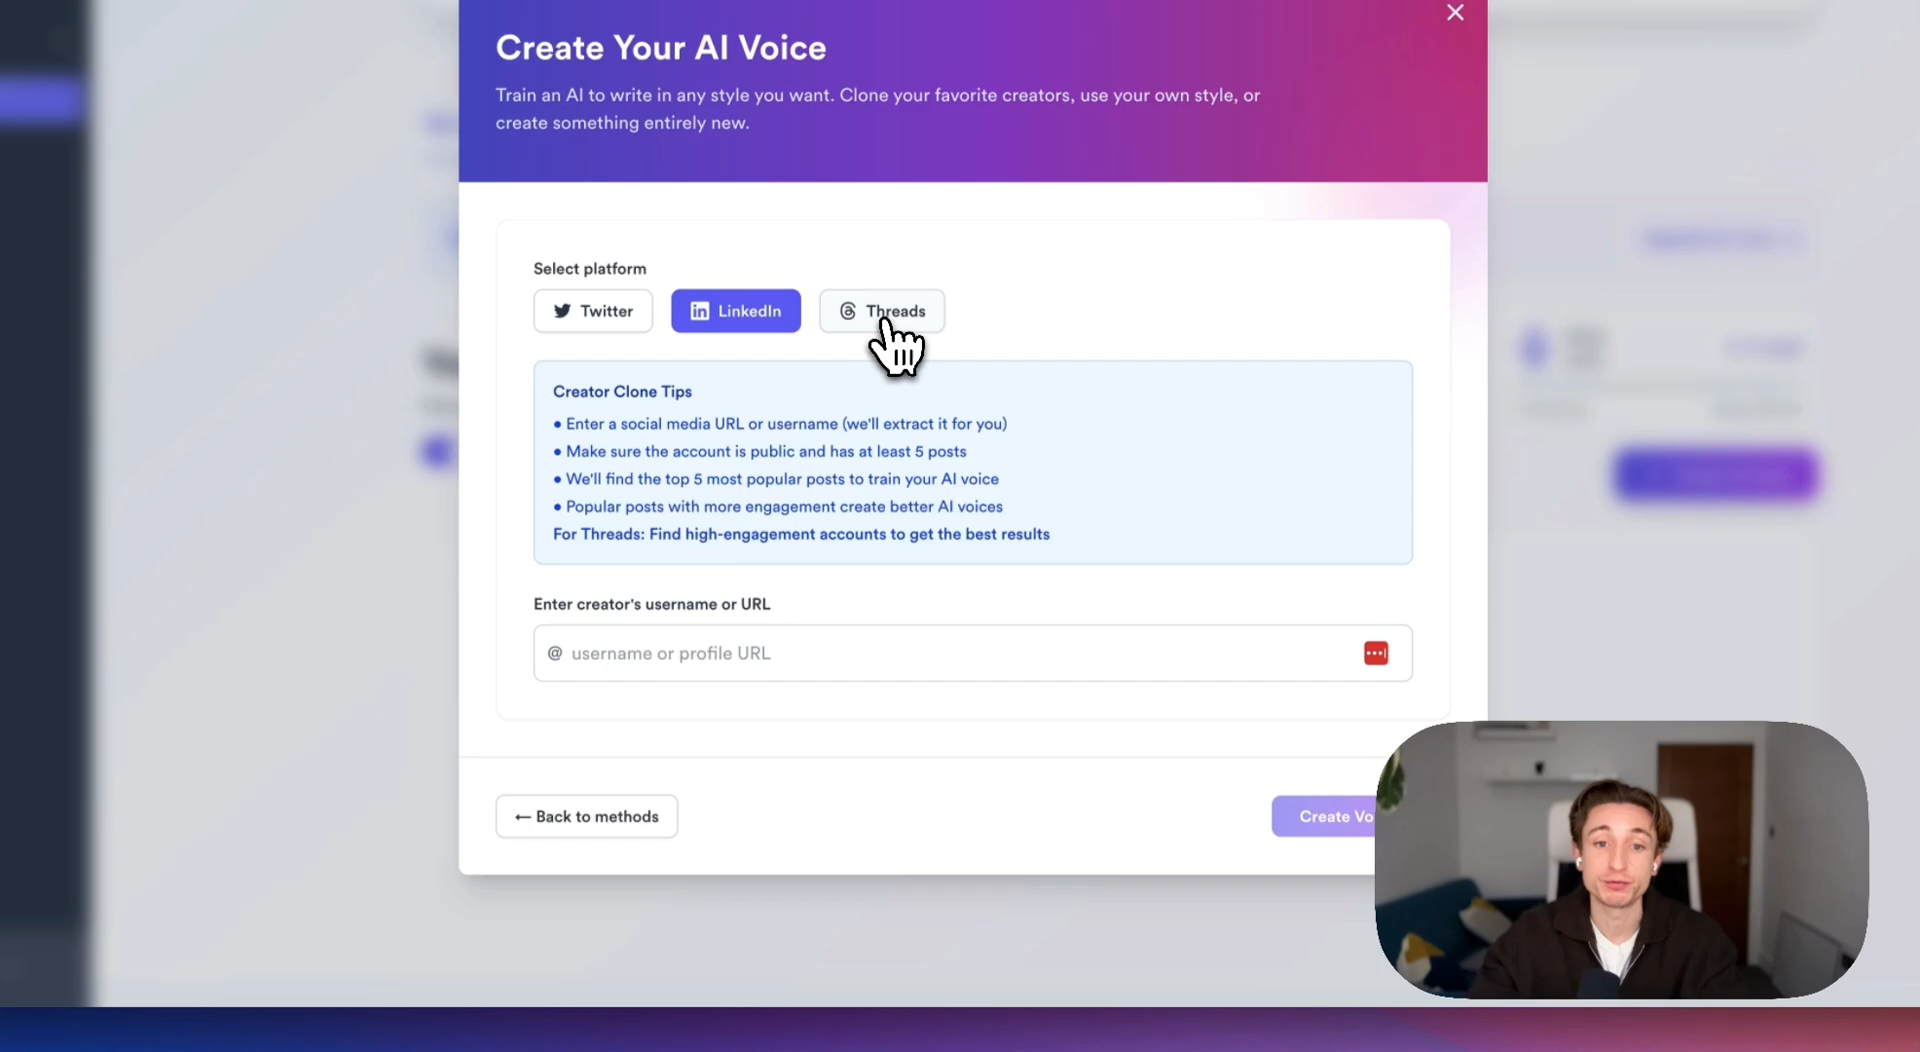 Create Your AI Voice
Train an AI to write in any style you want. Clone your favorite creators, use your own style, or
create something entirely new.
Select platform
Twitter
LinkedIn
Threads
Creator Clone Tips
• Enter a social media URL or username (we'll extract it for you)
• Make sure the account is public and has at least 5 posts
• We'll find the top 5 most popular posts to train your AI voice
• Popular posts with more engagement create better AI voices
For Threads: Find high-engagement accounts to get the best results
Enter creator's username or URL
@ username or profile URL
← Back to methods
Create Vo